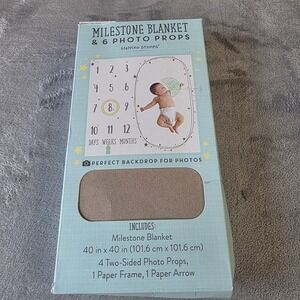 MILESTONE BLANKET
& 6 PHOTO PROPS
stepping stones
1 2 3
4 5 6
7 8 9
10 11 12
DAYS WEEKS MONTHS
PERFECT BACKDROP FOR PHOTOS
INCLUDES:
Milestone Blanket
40 in x 40 in (101.6 cm x 101.6 cm)
4 Two-Sided Photo Props,
1 Paper Frame, 1 Paper Arrow